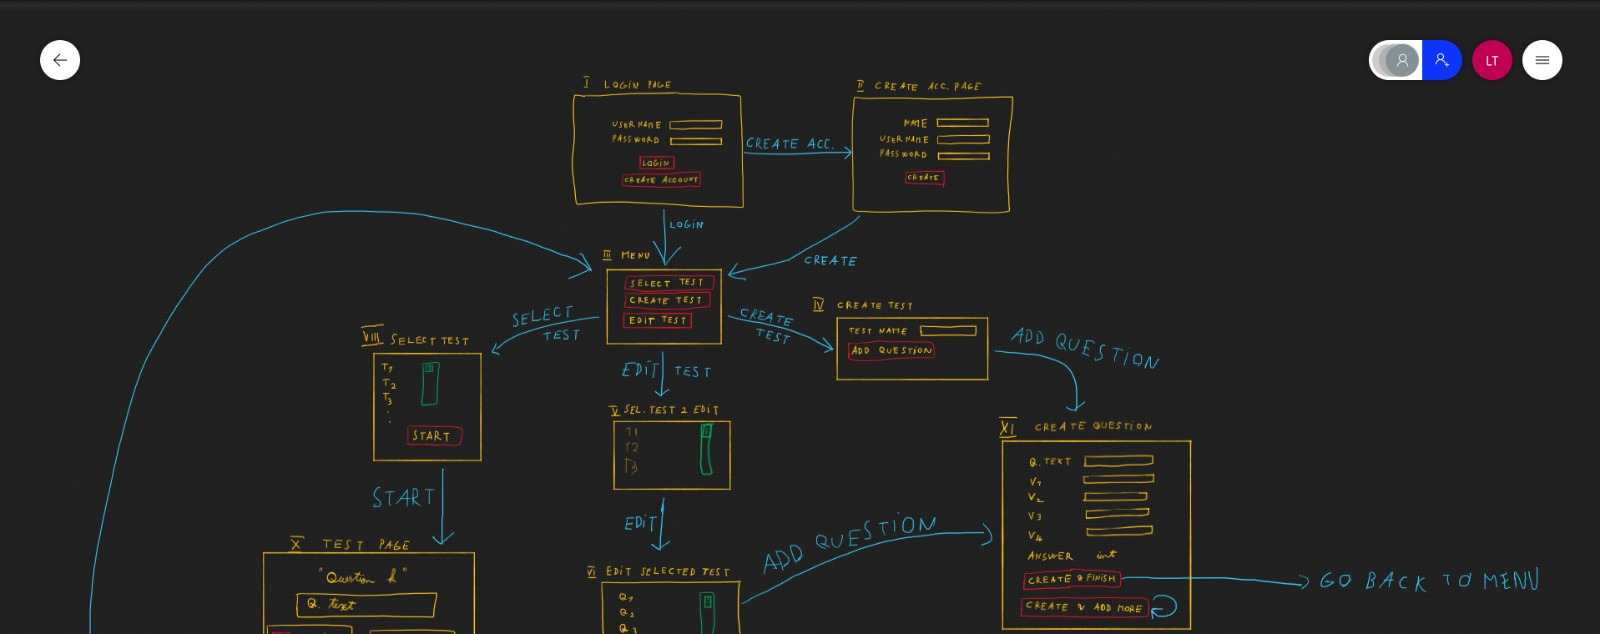 LT
I LOGIN PAGE
USERNAME
PASSWORD
LOGIN
CREATE ACCOUNT
CREATE ACC.
II CREATE ACC. PAGE
NAME
USERNAME
PASSWORD
CREATE
LOGIN
CREATE
III MENU
SELECT TEST
CREATE TEST
EDIT TEST
SELECT
TEST
CREATE
TEST
IV CREATE TEST
TEST NAME
ADD QUESTION
ADD QUESTION
VIII SELECT TEST
T1
T2
T3
START
EDIT TEST
V SEL. TEST 2 EDIT
T1
T2
T3
START
EDIT
XI CREATE QUESTION
Q. TEXT
V1
V2
V3
V4
ANSWER int
CREATE & FINISH
CREATE & ADD MORE
GO BACK TO MENU
ADD QUESTION
X TEST PAGE
"Question k"
Q. text
VI EDIT SELECTED TEST
Q1
Q2
Q3